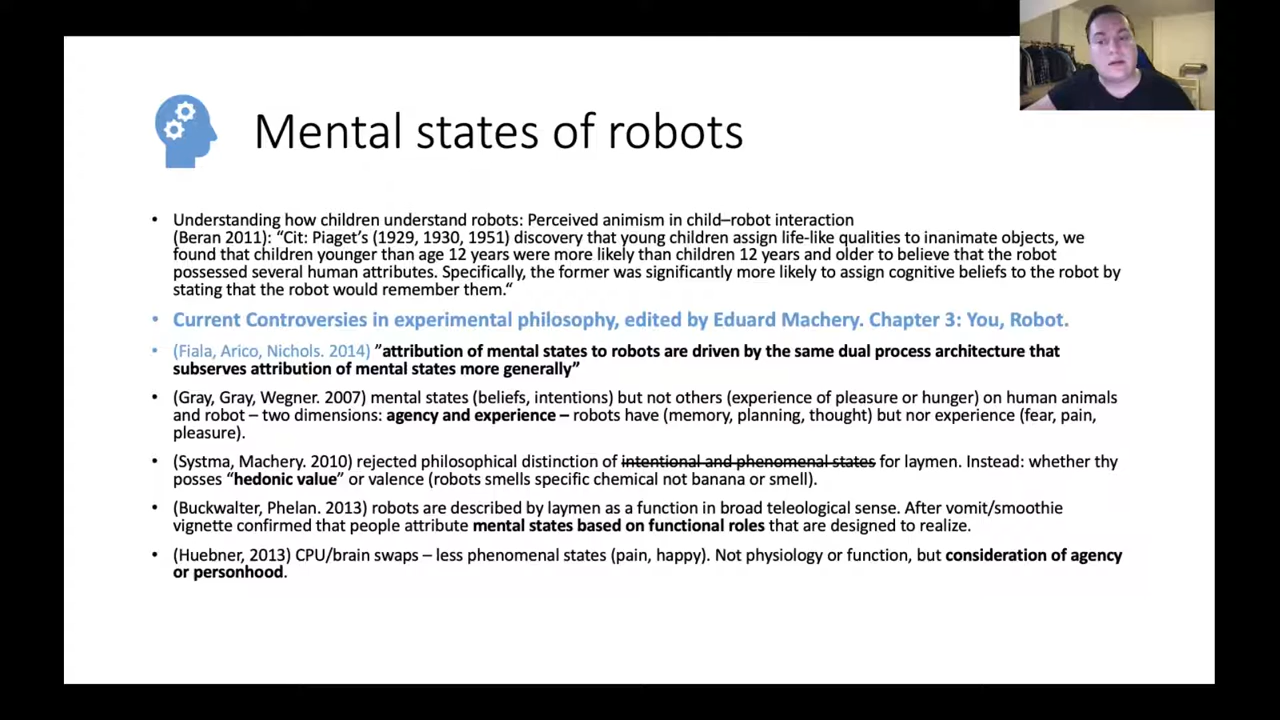 Mental states of robots
• Understanding how children understand robots: Perceived animism in child–robot interaction
(Beran 2011): “Cit: Piaget’s (1929, 1930, 1951) discovery that young children assign life-like qualities to inanimate objects, we
found that children younger than age 12 years were more likely than children 12 years and older to believe that the robot
possessed several human attributes. Specifically, the former was significantly more likely to assign cognitive beliefs to the robot by
stating that the robot would remember them.“
• Current Controversies in experimental philosophy, edited by Eduard Machery. Chapter 3: You, Robot.
• (Fiala, Arico, Nichols. 2014) ”attribution of mental states to robots are driven by the same dual process architecture that
subserves attribution of mental states more generally”
• (Gray, Gray, Wegner. 2007) mental states (beliefs, intentions) but not others (experience of pleasure or hunger) on human animals
and robot – two dimensions: agency and experience – robots have (memory, planning, thought) but nor experience (fear, pain,
pleasure).
• (Systma, Machery. 2010) rejected philosophical distinction of intentional and phenomenal states for laymen. Instead: whether thy
posses “hedonic value” or valence (robots smells specific chemical not banana or smell).
• (Buckwalter, Phelan. 2013) robots are described by laymen as a function in broad teleological sense. After vomit/smoothie
vignette confirmed that people attribute mental states based on functional roles that are designed to realize.
• (Huebner, 2013) CPU/brain swaps – less phenomenal states (pain, happy). Not physiology or function, but consideration of agency
or personhood.